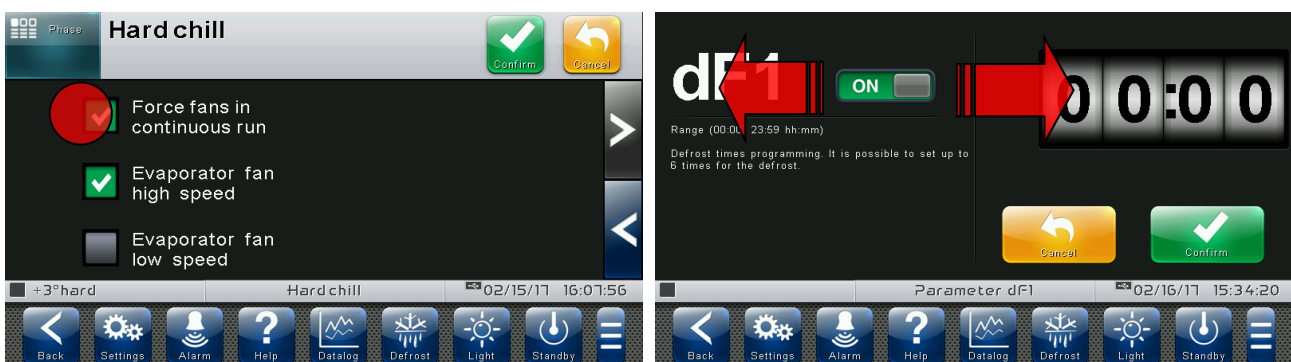 Phase
Hard chill
Confirm
Cancel
Force fans in
continuous run
Evaporator fan
high speed
Evaporator fan
low speed
+3°hard
Hard chill
02/15/17 16:07:56
Back
Settings
Alarm
Help
Datalog
Defrost
Light
Standby
dF1
ON
00:00
Range (00:00, 23:59 hh:mm)
Defrost times programming. It is possible to set up to
6 times for the defrost.
Cancel
Confirm
Parameter dF1
02/16/17 15:34:20
Back
Settings
Alarm
Help
Datalog
Defrost
Light
Standby